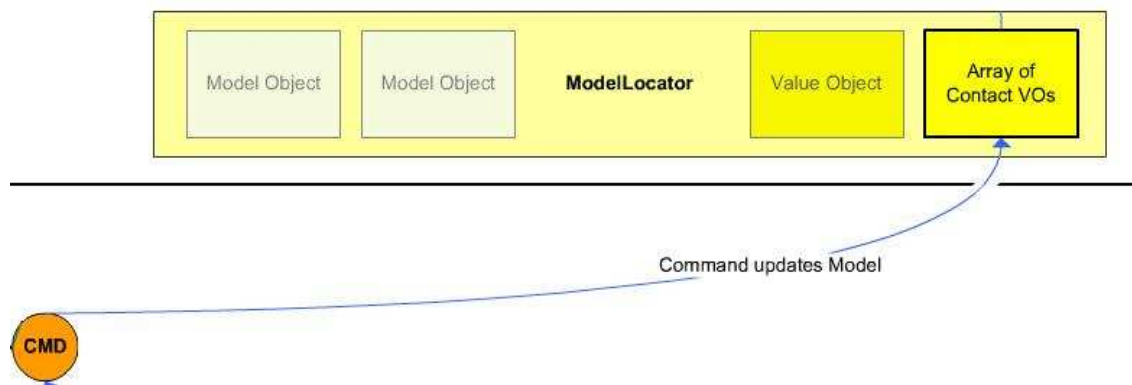 Model Object
Model Object
ModelLocator
Value Object
Array of
Contact VOs
Command updates Model
CMD